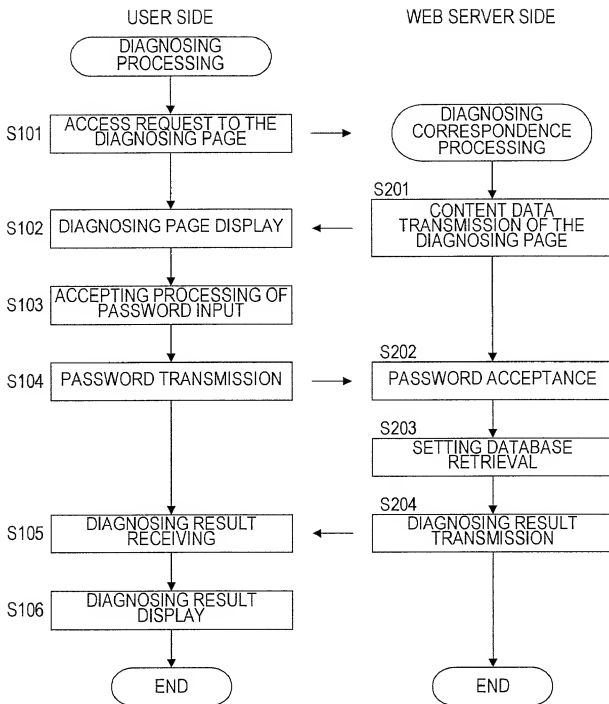 USER SIDE
WEB SERVER SIDE
DIAGNOSING
PROCESSING
S101
ACCESS REQUEST TO THE
DIAGNOSING PAGE
DIAGNOSING
CORRESPONDENCE
PROCESSING
S201
CONTENT DATA
TRANSMISSION OF THE
DIAGNOSING PAGE
S102
DIAGNOSING PAGE DISPLAY
S103
ACCEPTING PROCESSING OF
PASSWORD INPUT
S202
S104
PASSWORD TRANSMISSION
PASSWORD ACCEPTANCE
S203
SETTING DATABASE
RETRIEVAL
S204
S105
DIAGNOSING RESULT
RECEIVING
DIAGNOSING RESULT
TRANSMISSION
S106
DIAGNOSING RESULT
DISPLAY
END
END